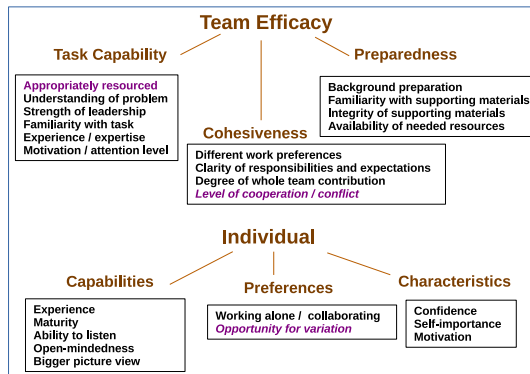 Team Efficacy
Task Capability
Preparedness
Appropriately resourced
Understanding of problem
Strength of leadership
Familiarity with task
Experience / expertise
Motivation / attention level
Background preparation
Familiarity with supporting materials
Integrity of supporting materials
Availability of needed resources
Cohesiveness
Different work preferences
Clarity of responsibilities and expectations
Degree of whole team contribution
Level of cooperation / conflict
Individual
Capabilities
Preferences
Characteristics
Experience
Maturity
Ability to listen
Open-mindedness
Bigger picture view
Working alone / collaborating
Opportunity for variation
Confidence
Self-importance
Motivation